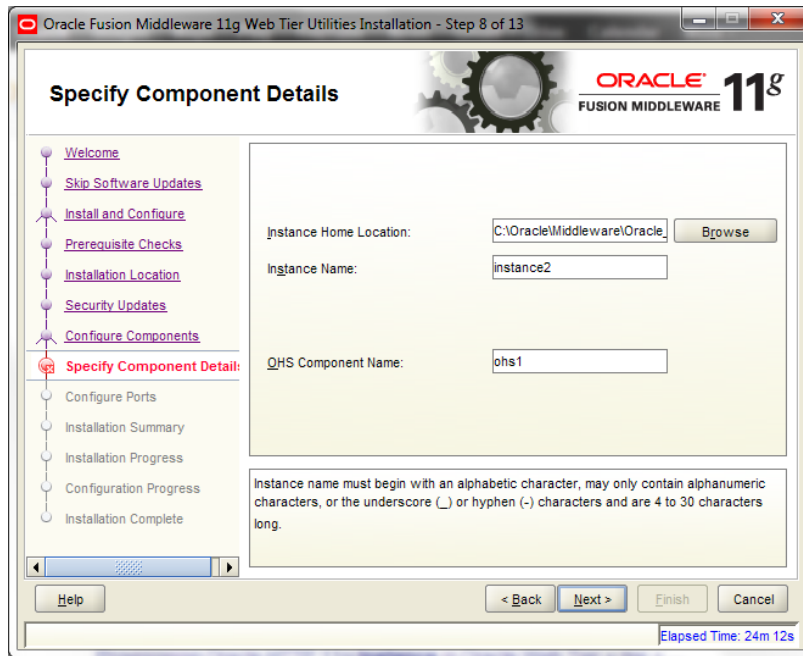 Oracle Fusion Middleware 11g Web Tier Utilities Installation - Step 8 of 13
Specify Component Details
ORACLE
FUSION MIDDLEWARE
11g
Welcome
Skip Software Updates
Install and Configure
Prerequisite Checks
Installation Location
Security Updates
Configure Components
Specify Component Detail
Configure Ports
Installation Summary
Installation Progress
Configuration Progress
Installation Complete
Instance Home Location: C:\Oracle\Middleware\Oracle_ Browse
Instance Name: instance2
OHS Component Name: ohs1
Instance name must begin with an alphabetic character, may only contain alphanumeric
characters, or the underscore (_) or hyphen (-) characters and are 4 to 30 characters
long.
Help < Back Next > Finish Cancel
Elapsed Time: 24m 12s